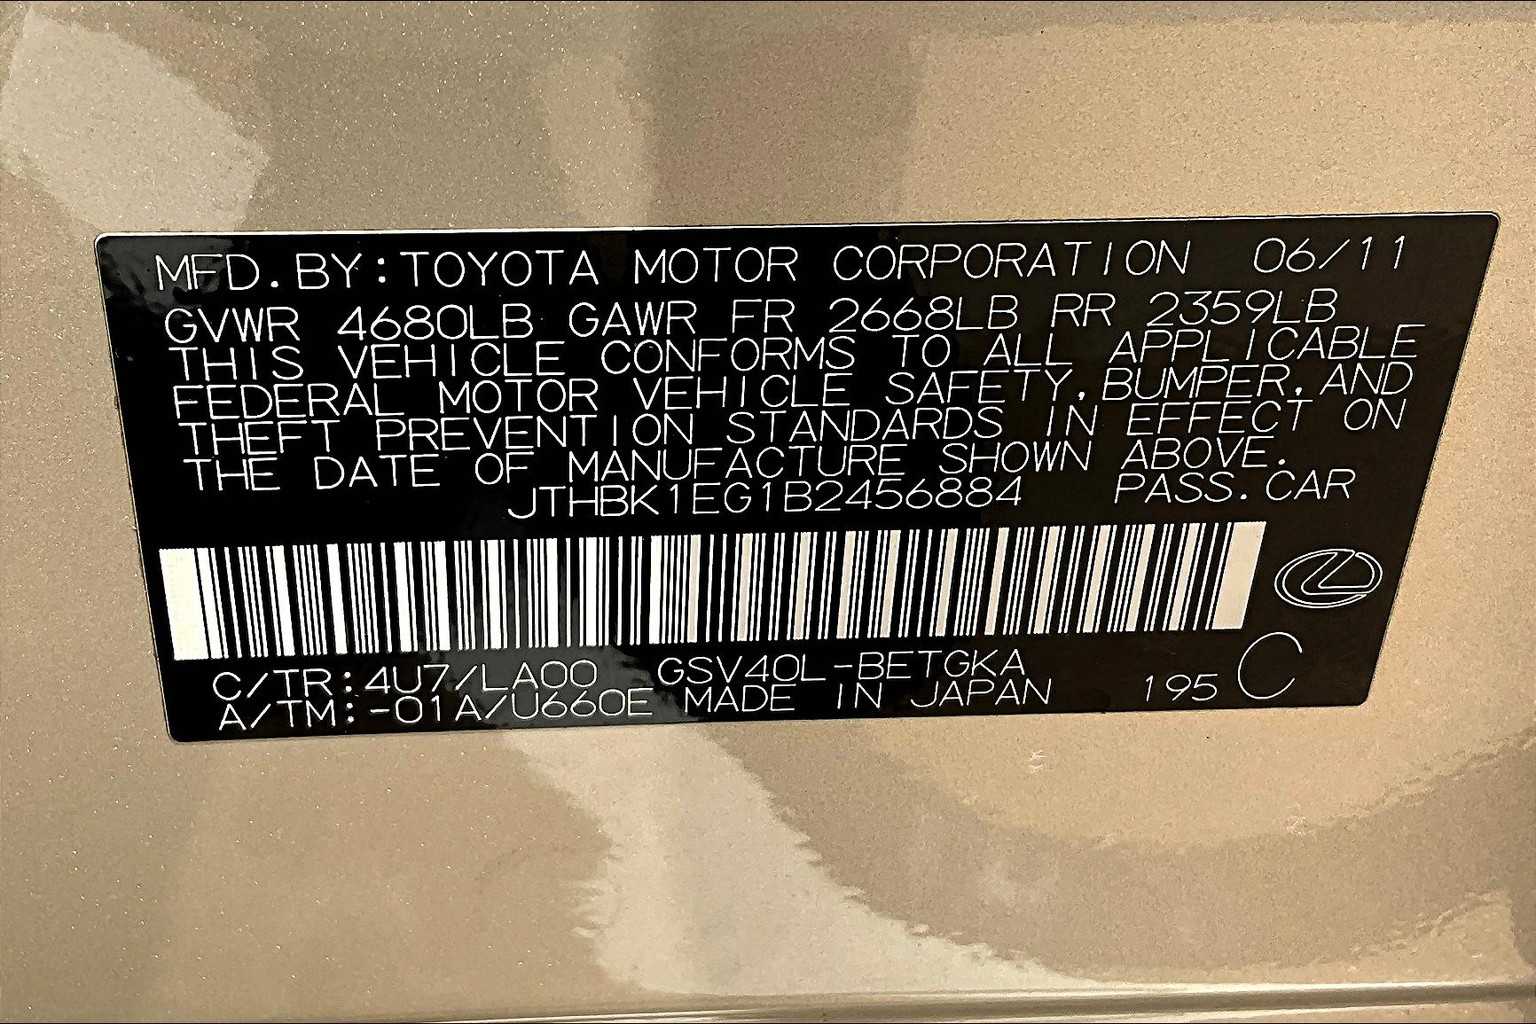 MFD. BY: TOYOTA MOTOR CORPORATION 06/11
GVWR 4680LB GAWR FR 2668LB RR 2359LB
THIS VEHICLE CONFORMS TO ALL APPLICABLE
FEDERAL MOTOR VEHICLE SAFETY, BUMPER, AND
THEFT PREVENTION STANDARDS IN EFFECT ON
THE DATE OF MANUFACTURE SHOWN ABOVE.
JTHBK1EG1B2456884 PASS. CAR
C/TR: 4U7/LA00 GSV40L-BETGKA
A/TM: -01A/U660E MADE IN JAPAN 195 C